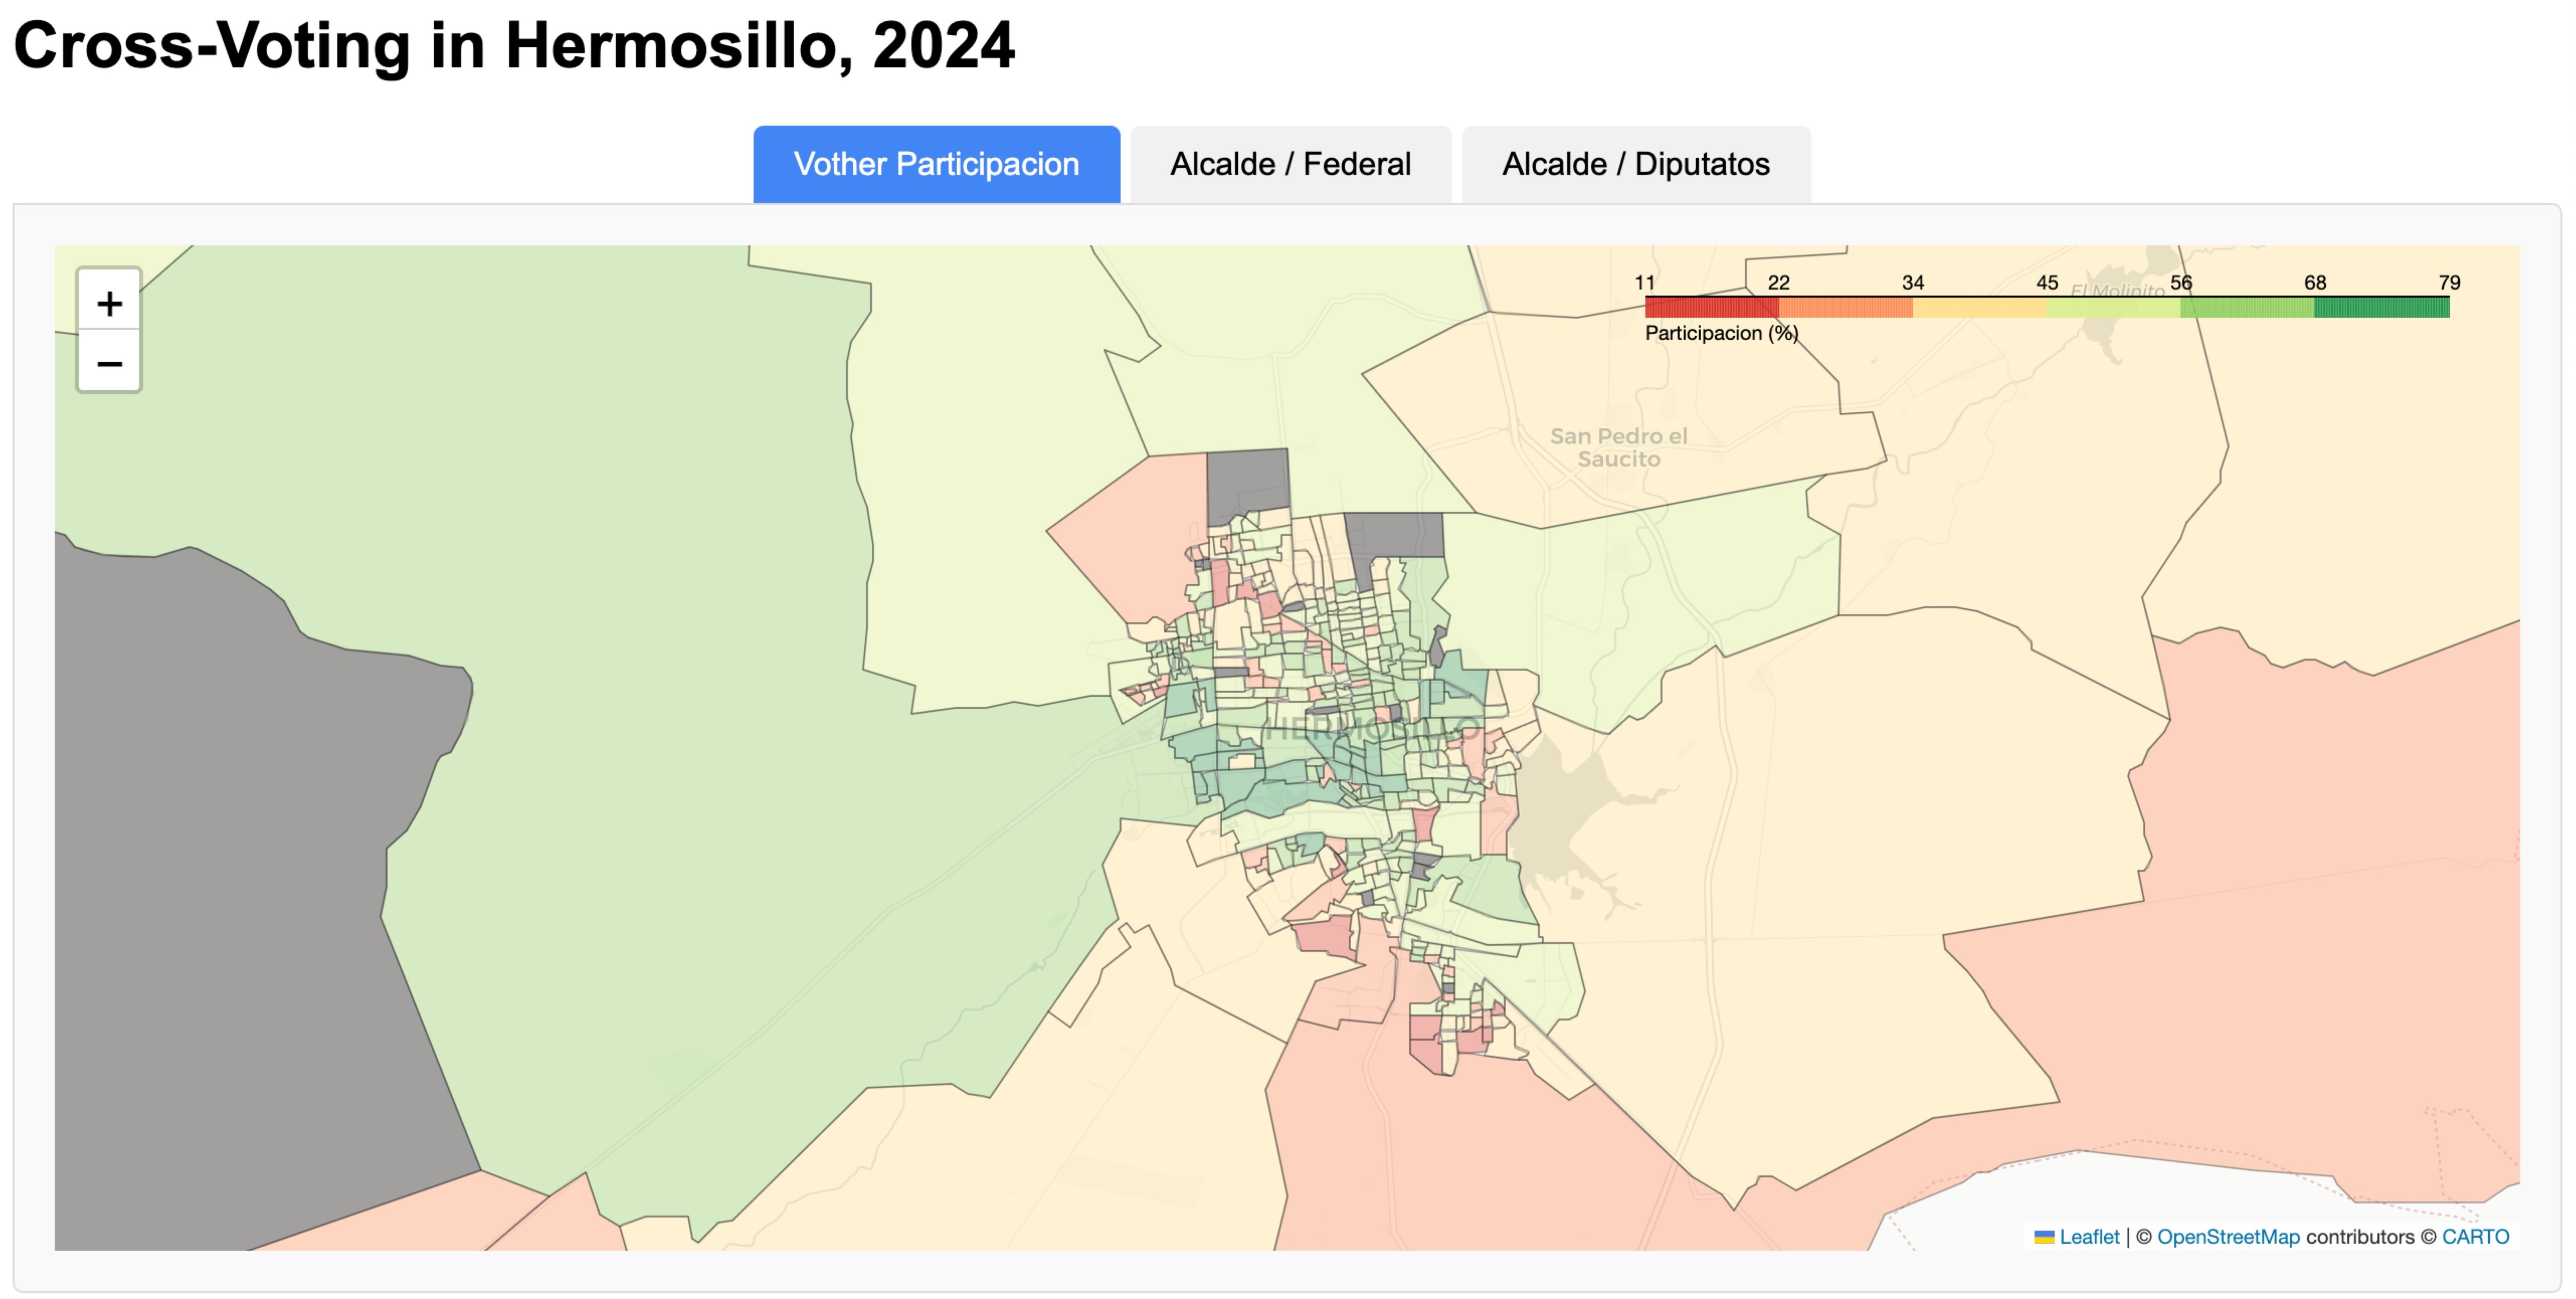 Cross-Voting in Hermosillo, 2024
Vother Participacion
Alcalde / Federal
Alcalde / Diputatos
+
−
11 22 34 45 56 68 79
El Molinito
Participacion (%)
San Pedro el
Saucito
HERMOSILLO
Leaflet | © OpenStreetMap contributors © CARTO